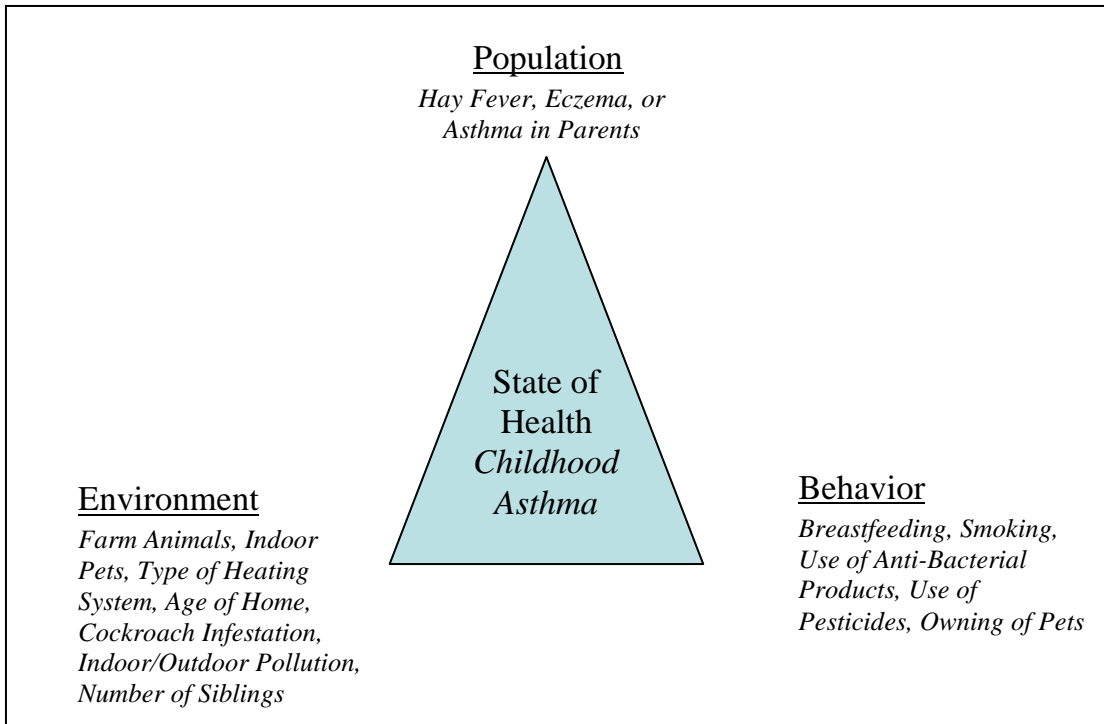 Population
Hay Fever, Eczema, or
Asthma in Parents
State of
Health
Childhood
Asthma
Environment
Farm Animals, Indoor
Pets, Type of Heating
System, Age of Home,
Cockroach Infestation,
Indoor/Outdoor Pollution,
Number of Siblings
Behavior
Breastfeeding, Smoking,
Use of Anti-Bacterial
Products, Use of
Pesticides, Owning of Pets